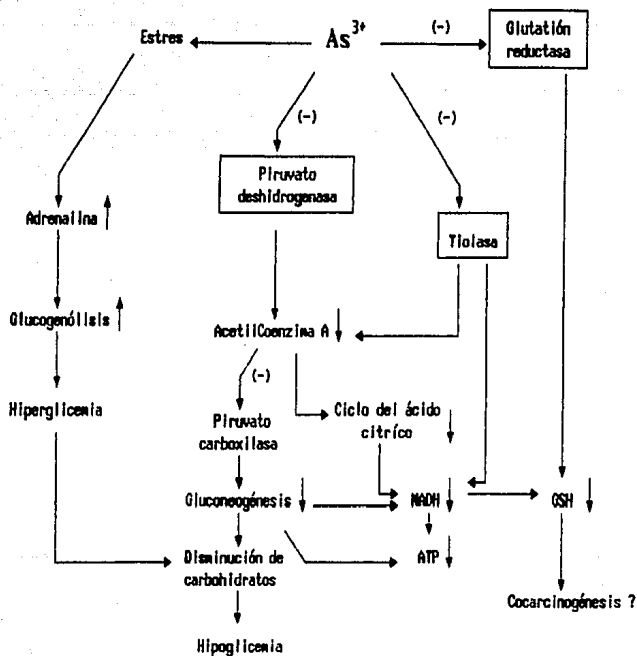 Estres
As³⁺
(-)
Glutatión
reductasa
(-)
(-)
Piruvato
deshidrogenasa
Tiolasa
Adrenalina
Glucogenólisis
AcetilCoenzima A
Hiperglicemia
(-)
Piruvato
carboxilasa
Ciclo del ácido
citríco
Gluconeogénesis
NADH
GSH
Disminución de
carbohidratos
ATP
Cocarcinogénesis ?
Hipoglicemia